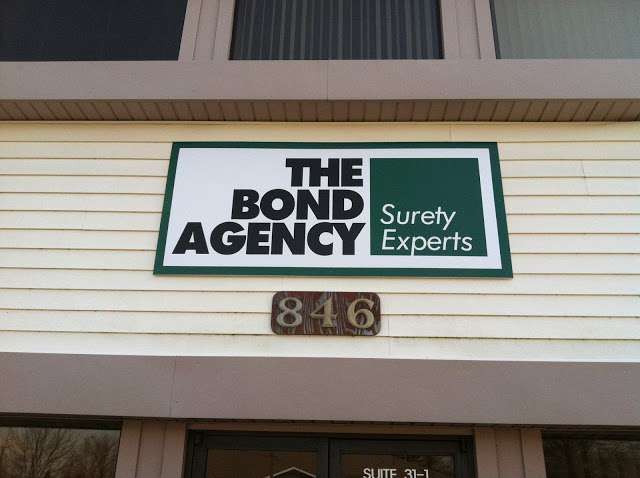 THE
BOND
AGENCY
Surety
Experts
846
SUITE 31-1